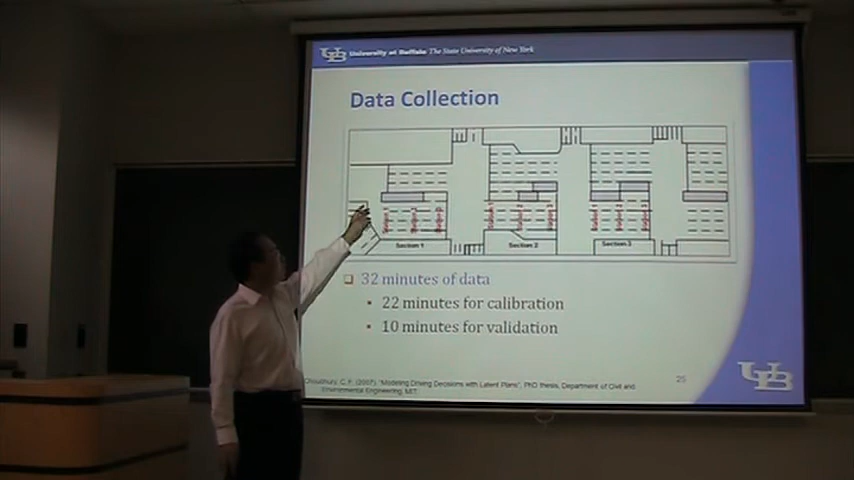 UB University at Buffalo The State University of New York
Data Collection
Section 1
Section 2
Section 3
32 minutes of data
22 minutes for calibration
10 minutes for validation
Choudhury, C. F. (2007). "Modeling Driving Decisions with Latent Plans", PhD thesis, Department of Civil and
Environmental Engineering, MIT.
25
UB